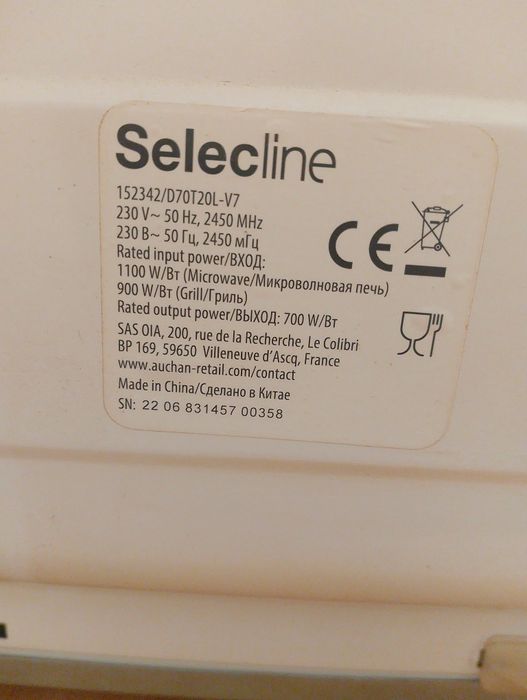 Selecline
152342/D70T20L-V7
230 V~ 50 Hz, 2450 MHz
230 В~ 50 Гц, 2450 мГц
Rated input power/ВХОД:
1100 W/Вт (Microwave/Микроволновая печь)
900 W/Вт (Grill/Гриль)
Rated output power/ВЫХОД: 700 W/Вт
SAS OIA, 200, rue de la Recherche, Le Colibri
BP 169, 59650 Villeneuve d'Ascq, France
www.auchan-retail.com/contact
Made in China/Сделано в Китае
SN: 22 06 831457 00358
CE